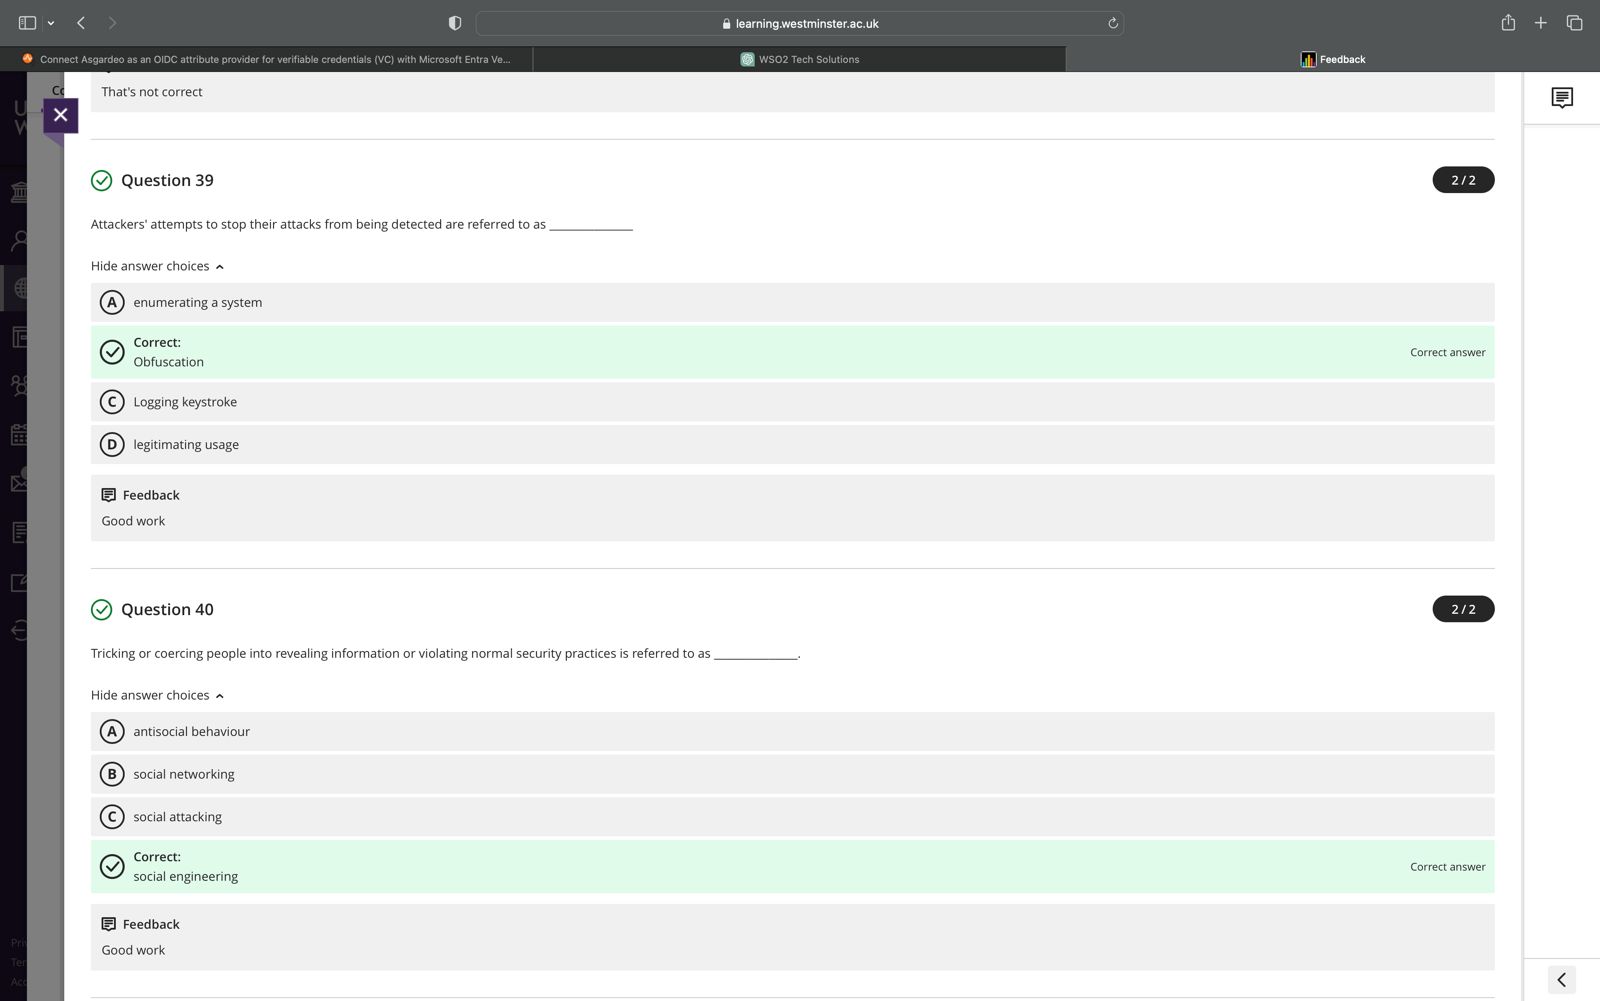 learning.westminster.ac.uk
Connect Asgardeo as an OIDC attribute provider for verifiable credentials (VC) with Microsoft Entra Ve...
WSO2 Tech Solutions
Feedback
That's not correct
Question 39
2 / 2
Attackers' attempts to stop their attacks from being detected are referred to as ______________
Hide answer choices
A enumerating a system
Correct:
Obfuscation
Correct answer
C Logging keystroke
D legitimating usage
Feedback
Good work
Question 40
2 / 2
Tricking or coercing people into revealing information or violating normal security practices is referred to as ______________.
Hide answer choices
A antisocial behaviour
B social networking
C social attacking
Correct:
social engineering
Correct answer
Feedback
Good work